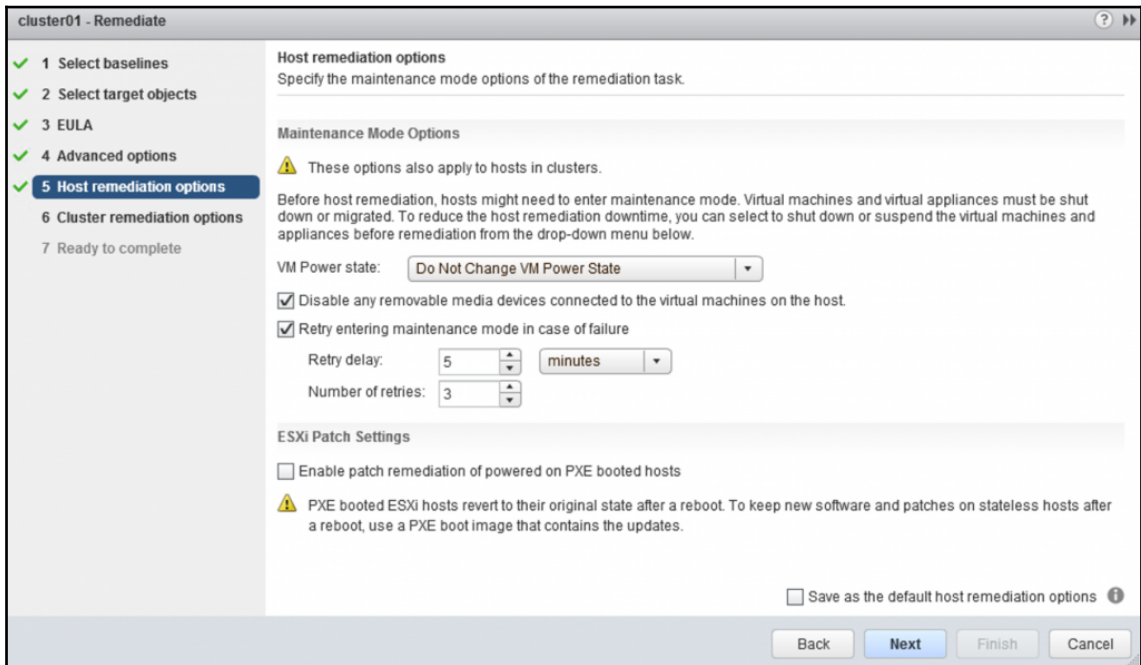 cluster01 - Remediate
1 Select baselines
2 Select target objects
3 EULA
4 Advanced options
5 Host remediation options
6 Cluster remediation options
7 Ready to complete
Host remediation options
Specify the maintenance mode options of the remediation task.
Maintenance Mode Options
These options also apply to hosts in clusters.
Before host remediation, hosts might need to enter maintenance mode. Virtual machines and virtual appliances must be shut
down or migrated. To reduce the host remediation downtime, you can select to shut down or suspend the virtual machines and
appliances before remediation from the drop-down menu below.
VM Power state: Do Not Change VM Power State
Disable any removable media devices connected to the virtual machines on the host.
Retry entering maintenance mode in case of failure
Retry delay: 5 minutes
Number of retries: 3
ESXi Patch Settings
Enable patch remediation of powered on PXE booted hosts
PXE booted ESXi hosts revert to their original state after a reboot. To keep new software and patches on stateless hosts after
a reboot, use a PXE boot image that contains the updates.
Save as the default host remediation options
Back Next Finish Cancel